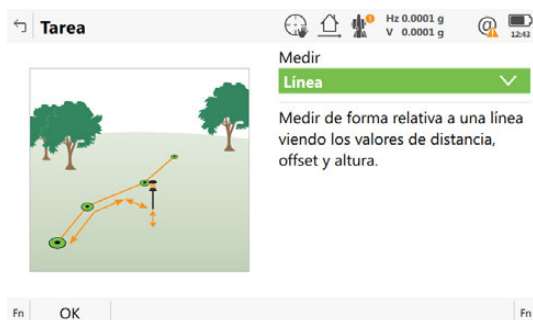 Tarea
Hz 0.0001 g
V 0.0001 g
12:43
Medir
Línea
Medir de forma relativa a una línea
viendo los valores de distancia,
offset y altura.
Fn
OK
Fn